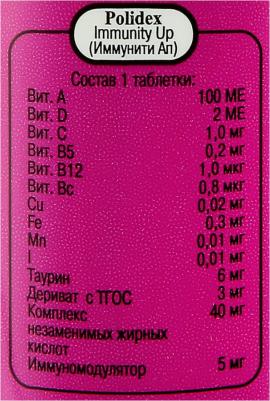 Polidex
Immunity Up
(Иммунити Ап)
Состав 1 таблетки:
Вит. А 100 МЕ
Вит. D 2 МЕ
Вит. С 1,0 мг
Вит. В5 0,2 мг
Вит. В12 1,0 мкг
Вит. Вс 0,8 мкг
Cu 0,02 мг
Fe 0,3 мг
Mn 0,01 мг
I 0,01 мг
Таурин 6 мг
Дериват с ТГОС 3 мг
Комплекс 40 мг
незаменимых жирных
кислот
Иммуномодулятор 5 мг